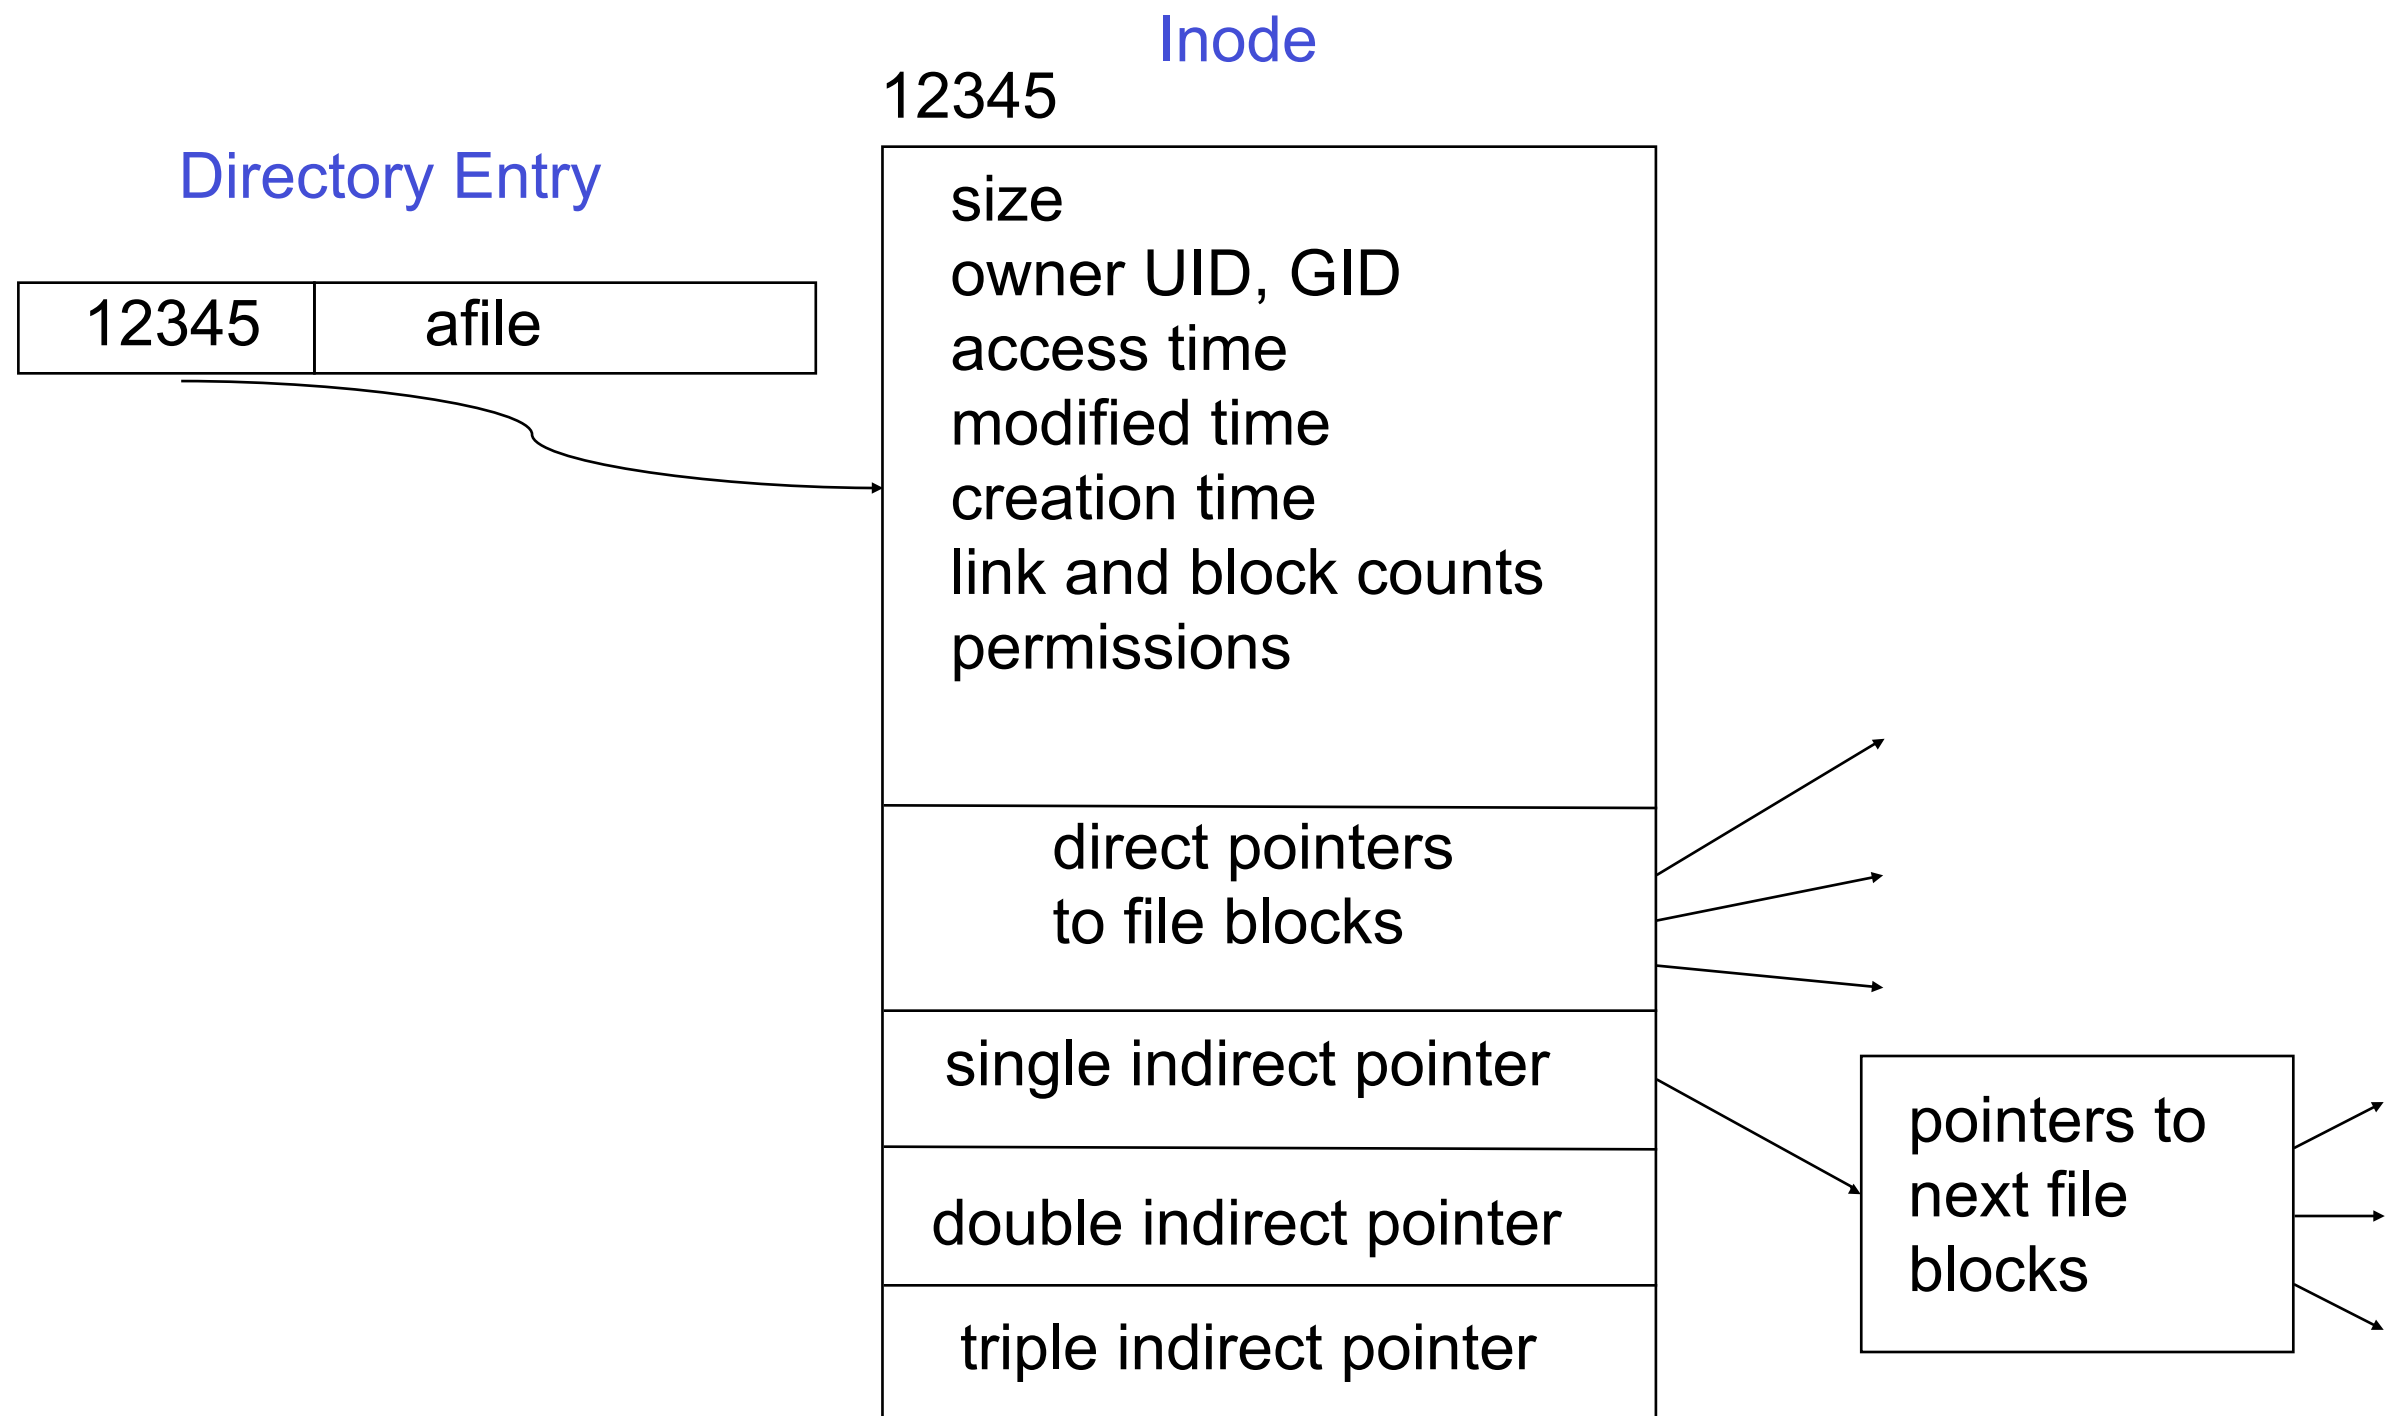 Inode
12345
Directory Entry
12345
afile
size
owner UID, GID
access time
modified time
creation time
link and block counts
permissions
direct pointers
to file blocks
single indirect pointer
double indirect pointer
triple indirect pointer
pointers to
next file
blocks